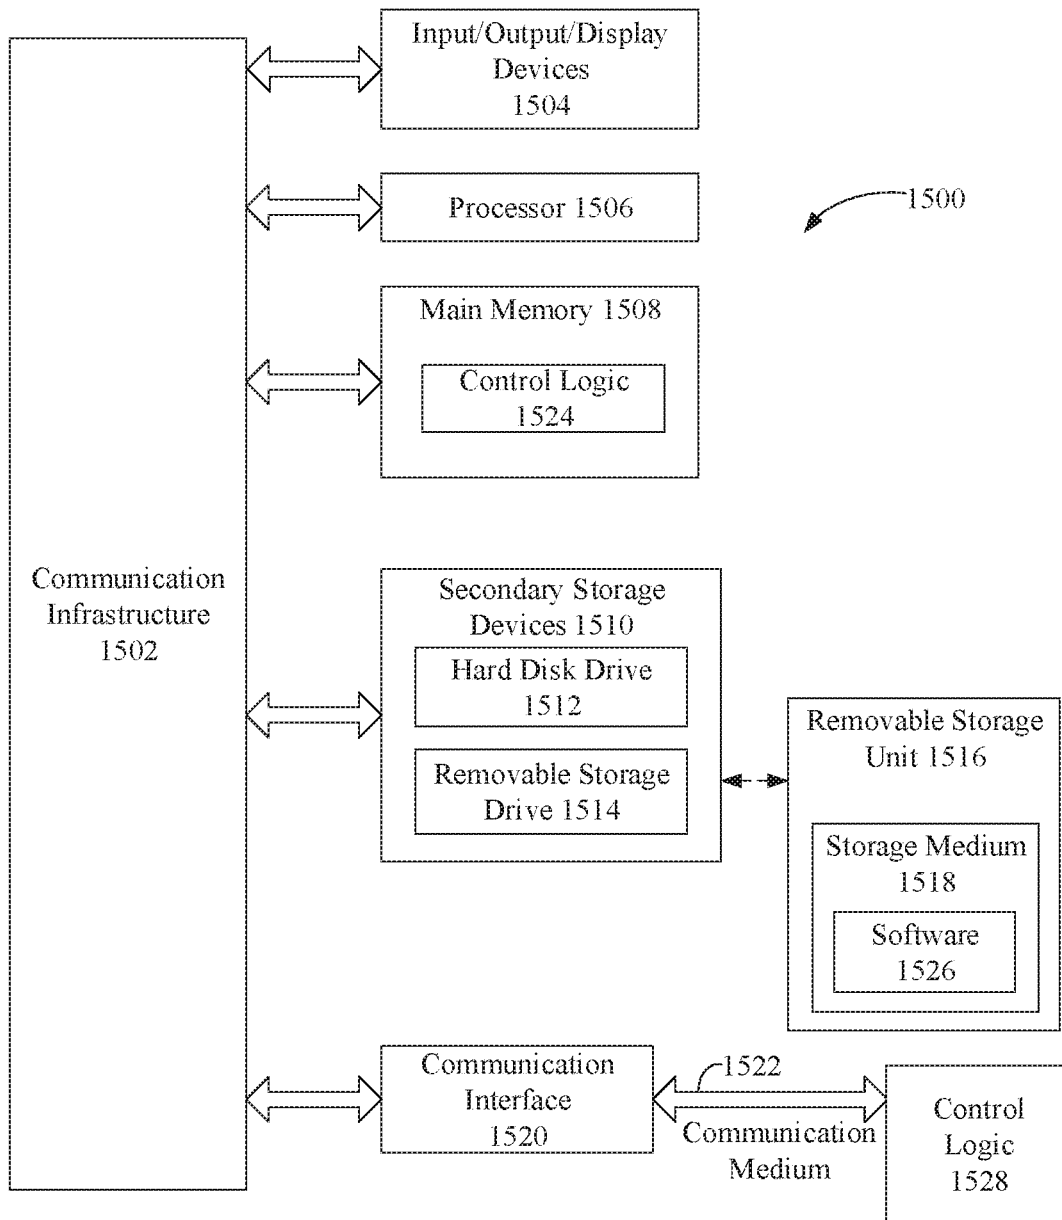 Input/Output/Display
Devices
1504
Processor 1506
1500
Main Memory 1508
Control Logic
1524
Communication
Infrastructure
1502
Secondary Storage
Devices 1510
Hard Disk Drive
1512
Removable Storage
Drive 1514
Removable Storage
Unit 1516
Storage Medium
1518
Software
1526
Communication
Interface
1520
1522
Communication
Medium
Control
Logic
1528